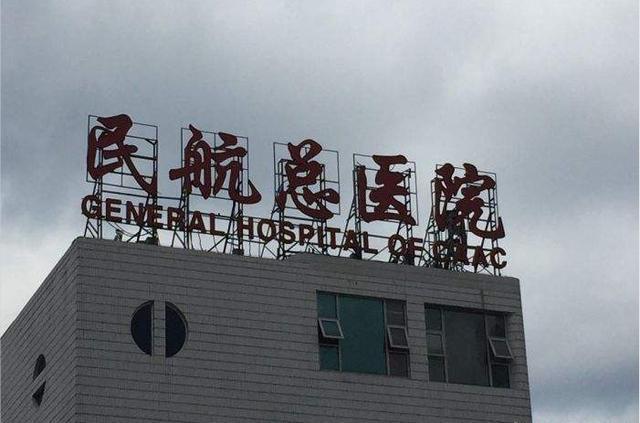 民航总医院
GENERAL HOSPITAL OF CAAC